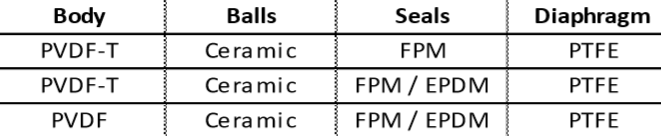 Body Balls Seals Diaphragm
PVDF-T Ceramic FPM PTFE
PVDF-T Ceramic FPM / EPDM PTFE
PVDF Ceramic FPM / EPDM PTFE